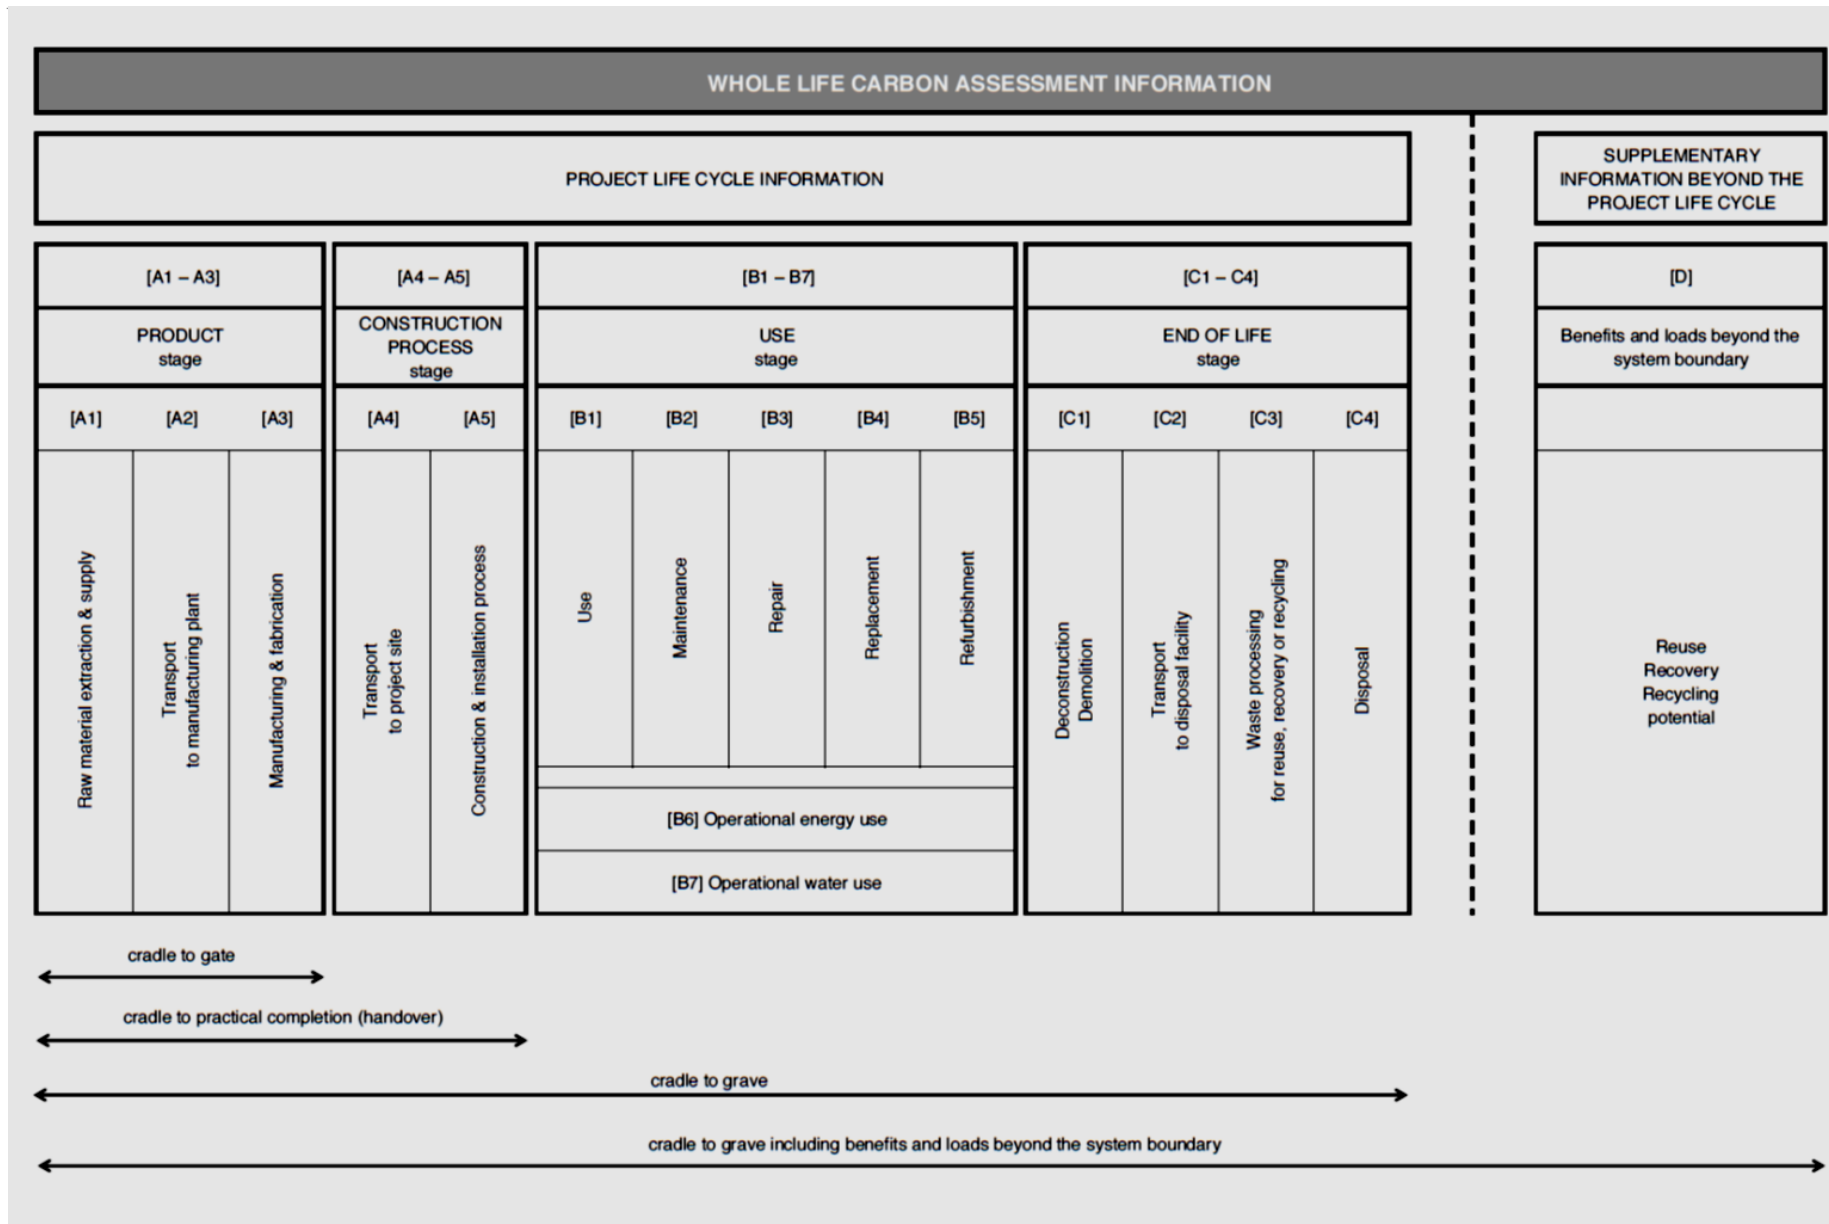 WHOLE LIFE CARBON ASSESSMENT INFORMATION
PROJECT LIFE CYCLE INFORMATION
SUPPLEMENTARY
INFORMATION BEYOND THE
PROJECT LIFE CYCLE
[A1 – A3]
PRODUCT
stage
[A1]
[A2]
[A3]
Raw material extraction & supply
Transport
to manufacturing plant
Manufacturing & fabrication
[A4 – A5]
CONSTRUCTION
PROCESS
stage
[A4]
[A5]
Transport
to project site
Construction & installation process
[B1 – B7]
USE
stage
[B1]
[B2]
[B3]
[B4]
[B5]
Use
Maintenance
Repair
Replacement
Refurbishment
[B6] Operational energy use
[B7] Operational water use
[C1 – C4]
END OF LIFE
stage
[C1]
[C2]
[C3]
[C4]
Deconstruction
Demolition
Transport
to disposal facility
Waste processing
for reuse, recovery or recycling
Disposal
[D]
Benefits and loads beyond the
system boundary
Reuse
Recovery
Recycling
potential
cradle to gate
cradle to practical completion (handover)
cradle to grave
cradle to grave including benefits and loads beyond the system boundary